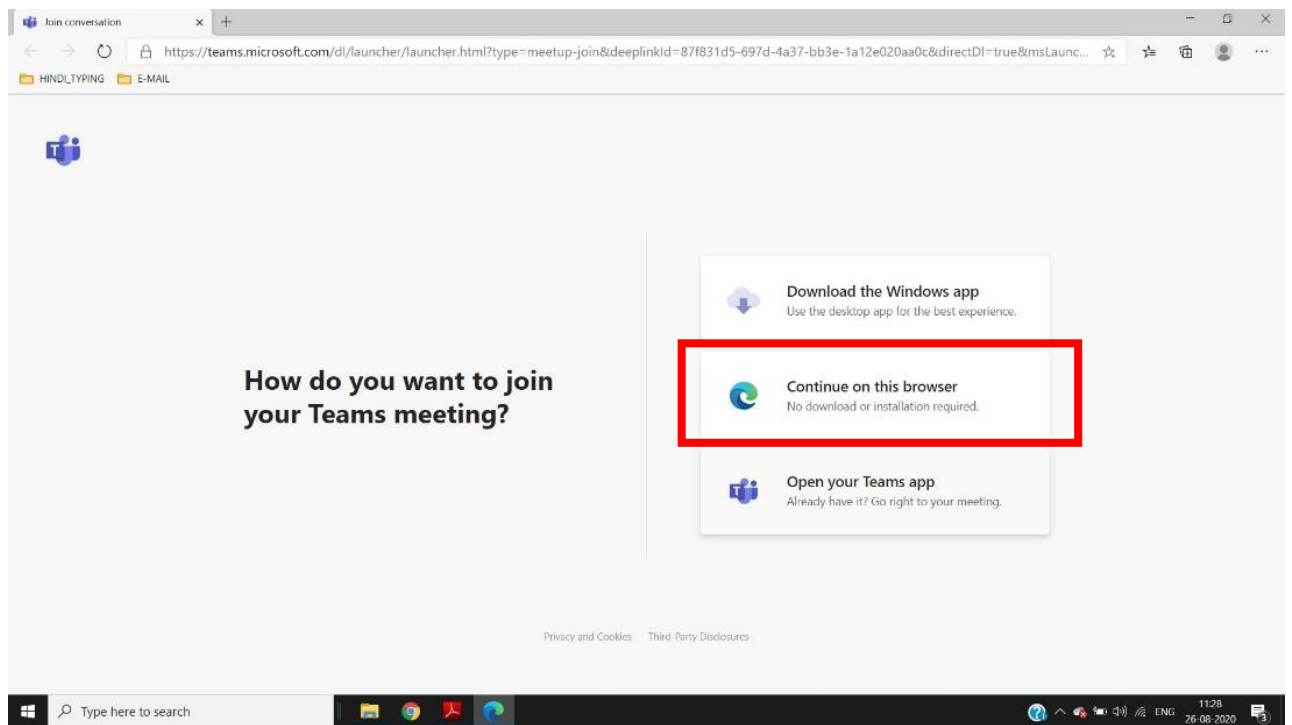 Join conversation
https://teams.microsoft.com/dl/launcher/launcher.html?type=meetup-join&deeplinkId=87f831d5-697d-4a37-bb3e-1a12e020aa0c&directDl=true&msLaunc...
HINDI_TYPING E-MAIL
Download the Windows app
Use the desktop app for the best experience.
How do you want to join
your Teams meeting?
Continue on this browser
No download or installation required.
Open your Teams app
Already have it? Go right to your meeting.
Privacy and Cookies Third-Party Disclosures
Type here to search
ENG
11:28
26-08-2020
3